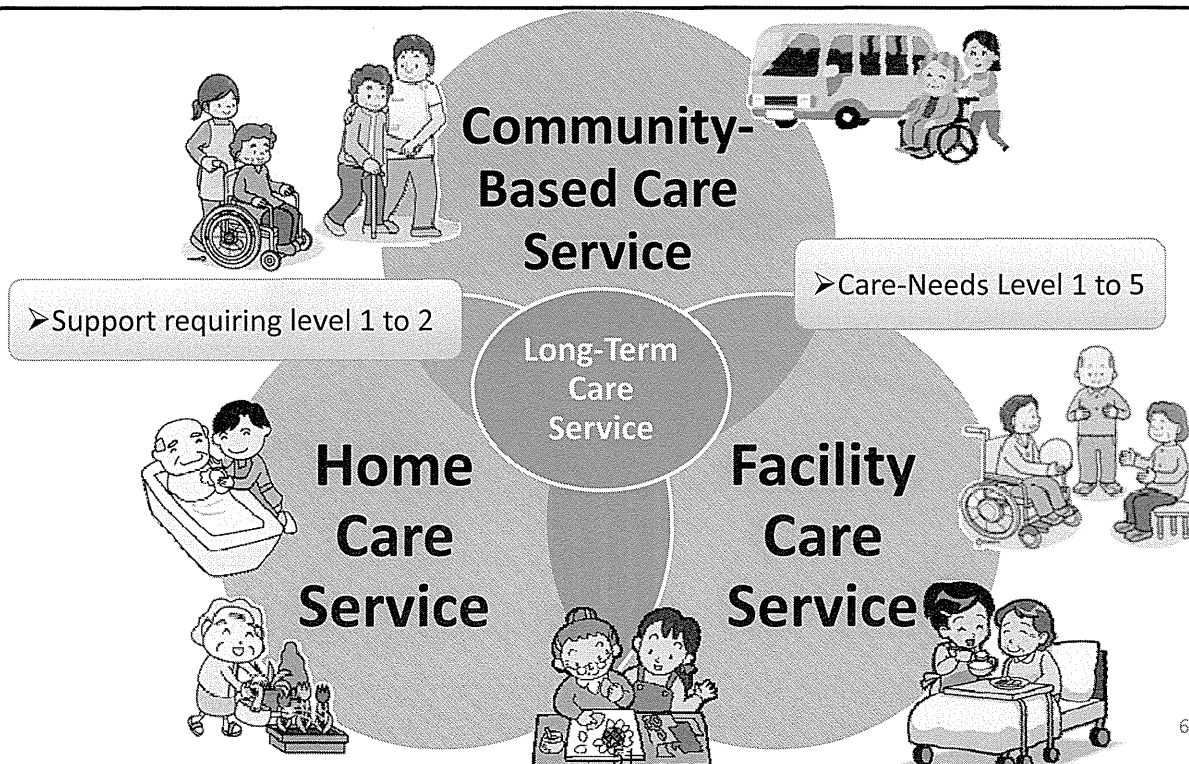 Community-
Based Care
Service
➢Support requiring level 1 to 2
➢Care-Needs Level 1 to 5
Long-Term
Care
Service
Home
Care
Service
Facility
Care
Service
6